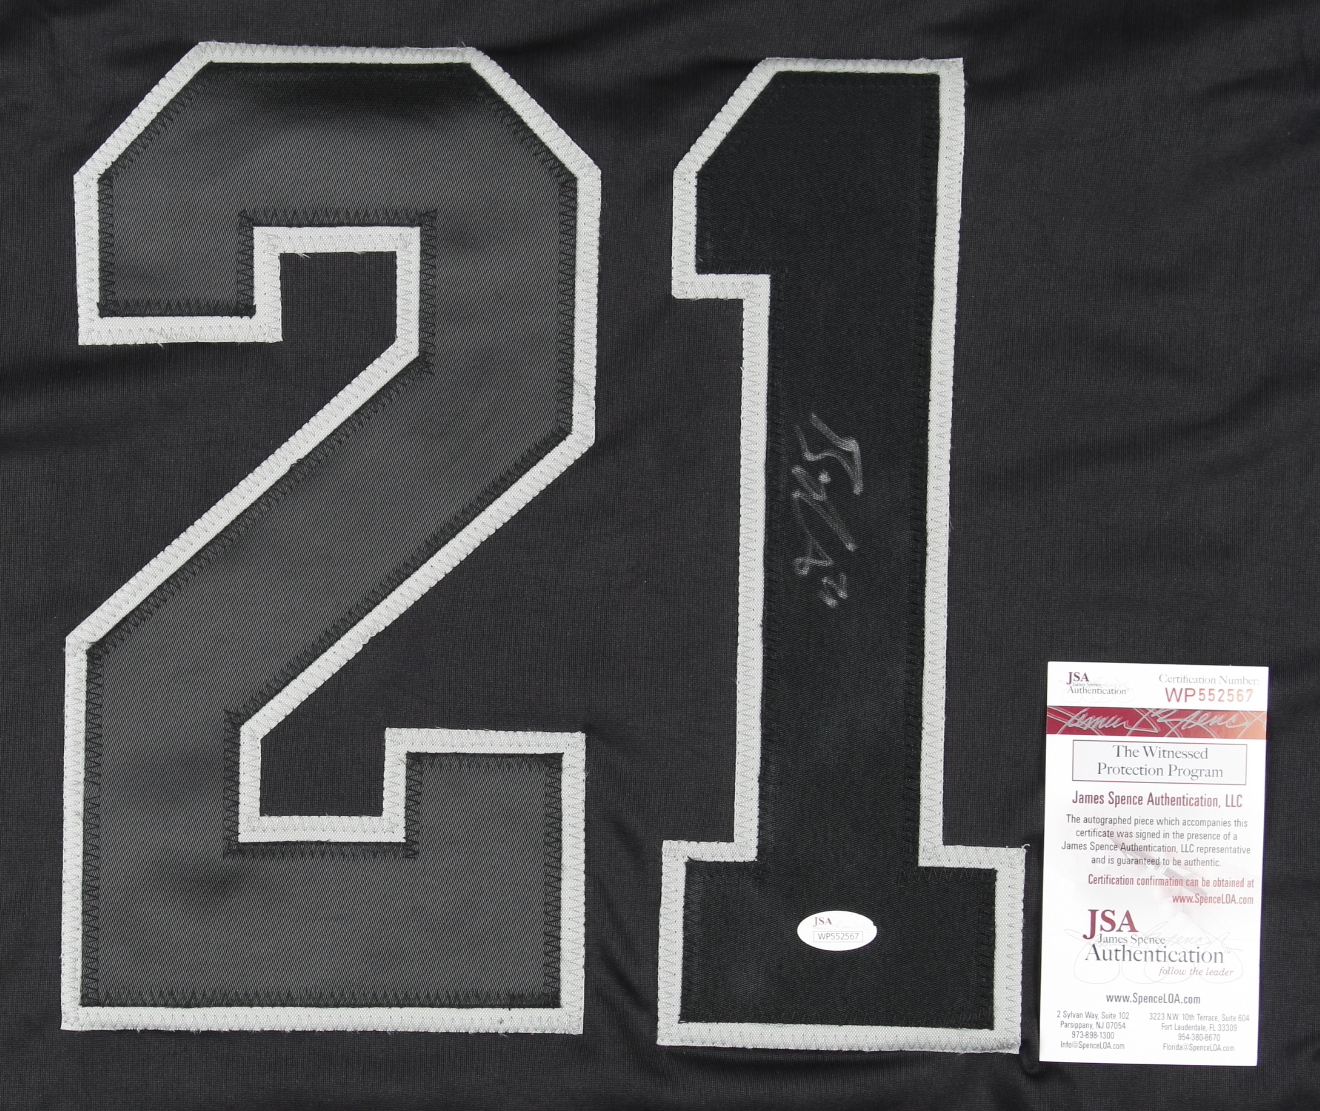 21
JSA
WP552567
JSA
James Spence
Authentication
Certification Number:
WP552567
The Witnessed
Protection Program
James Spence Authentication, LLC
The autographed piece which accompanies this
certificate was signed in the presence of a
James Spence Authentication, LLC representative
and is guaranteed to be authentic.
Certification confirmation can be obtained at
www.SpenceLOA.com
JSA
James Spence
Authentication
follow the leader
www.SpenceLOA.com
2 Sylvan Way, Suite 102
Parsippany, NJ 07054
973-898-1300
Info@SpenceLOA.com
3223 N.W. 10th Terrace, Suite 604
Fort Lauderdale, FL 33309
954-380-8670
Florida@SpenceLOA.com